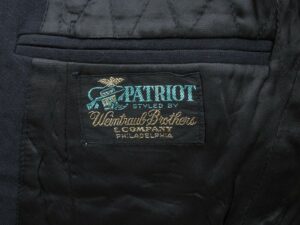 PATRIOT
STYLED BY
Weintraub Brothers
& COMPANY
PHILADELPHIA